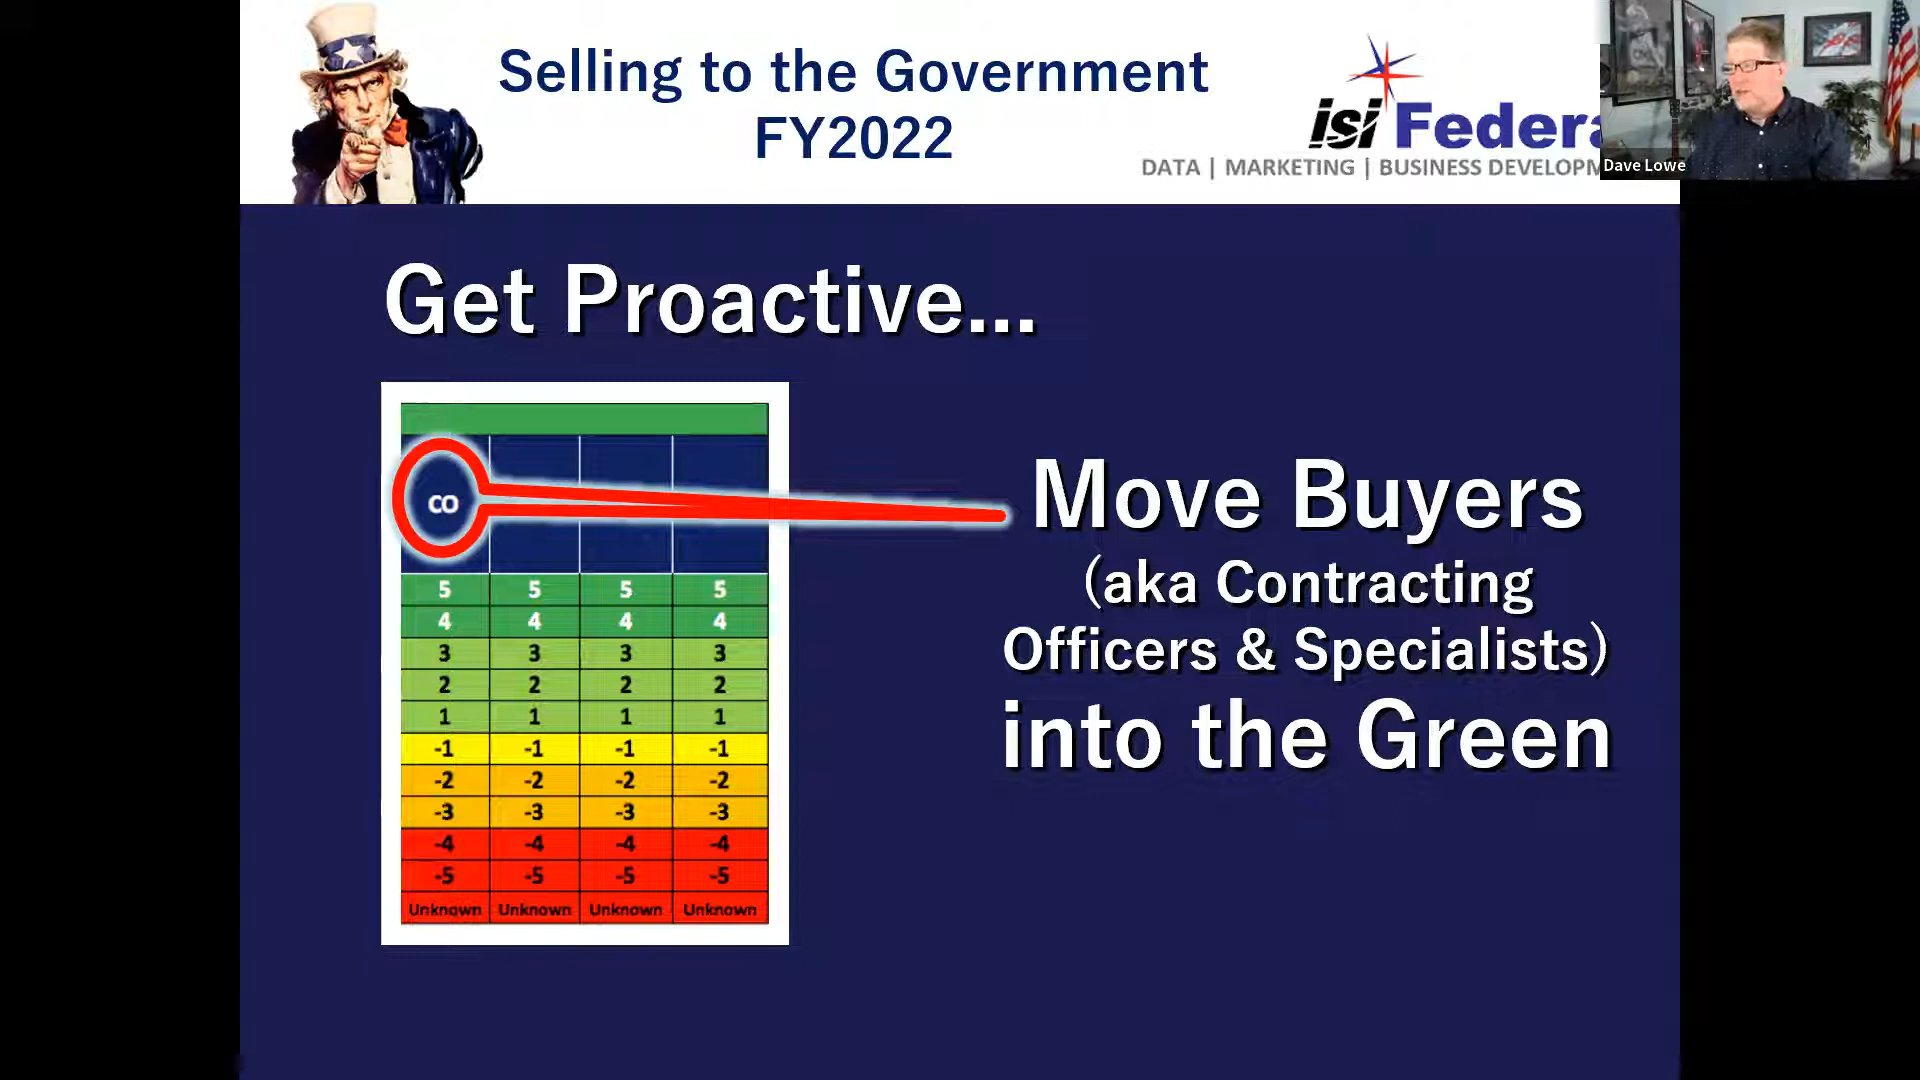 Selling to the Government
FY2022
isi Federa
DATA | MARKETING | BUSINESS DEVELOPM
Dave Lowe
Get Proactive...
CO
5 5 5 5
4 4 4 4
3 3 3 3
2 2 2 2
1 1 1 1
-1 -1 -1 -1
-2 -2 -2 -2
-3 -3 -3 -3
-4 -4 -4 -4
-5 -5 -5 -5
Unknown Unknown Unknown Unknown
Move Buyers
(aka Contracting
Officers & Specialists)
into the Green